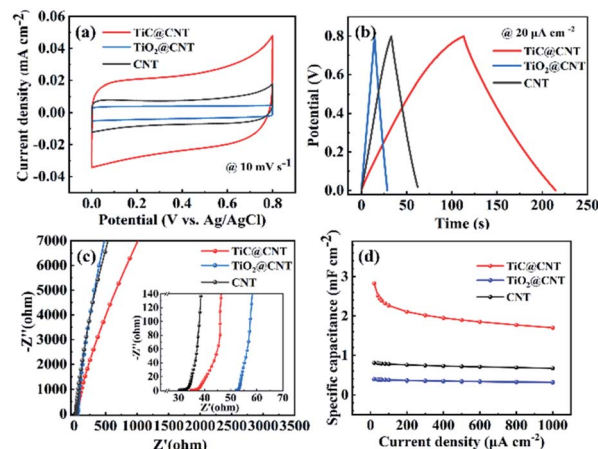 (a)
TiC@CNT
TiO₂@CNT
CNT
@ 10 mV s⁻¹
Current density (mA cm⁻²)
0.06
0.04
0.02
0.00
-0.02
-0.04
0.0 0.2 0.4 0.6 0.8
Potential (V vs. Ag/AgCl)
(b)
@ 20 μA cm⁻²
TiC@CNT
TiO₂@CNT
CNT
Potential (V)
0.8
0.6
0.4
0.2
0.0
0 50 100 150 200 250
Time (s)
(c)
TiC@CNT
TiO₂@CNT
CNT
-Z''(ohm)
7000
6000
5000
4000
3000
2000
1000
0
0 500 1000 1500 2000 2500 3000 3500
Z'(ohm)
-Z''(ohm)
140
120
100
80
60
40
20
0
30 40 50 60 70
Z'(ohm)
(d)
TiC@CNT
TiO₂@CNT
CNT
Specific capacitance (mF cm⁻²)
3
2
1
0
0 200 400 600 800 1000
Current density (μA cm⁻²)